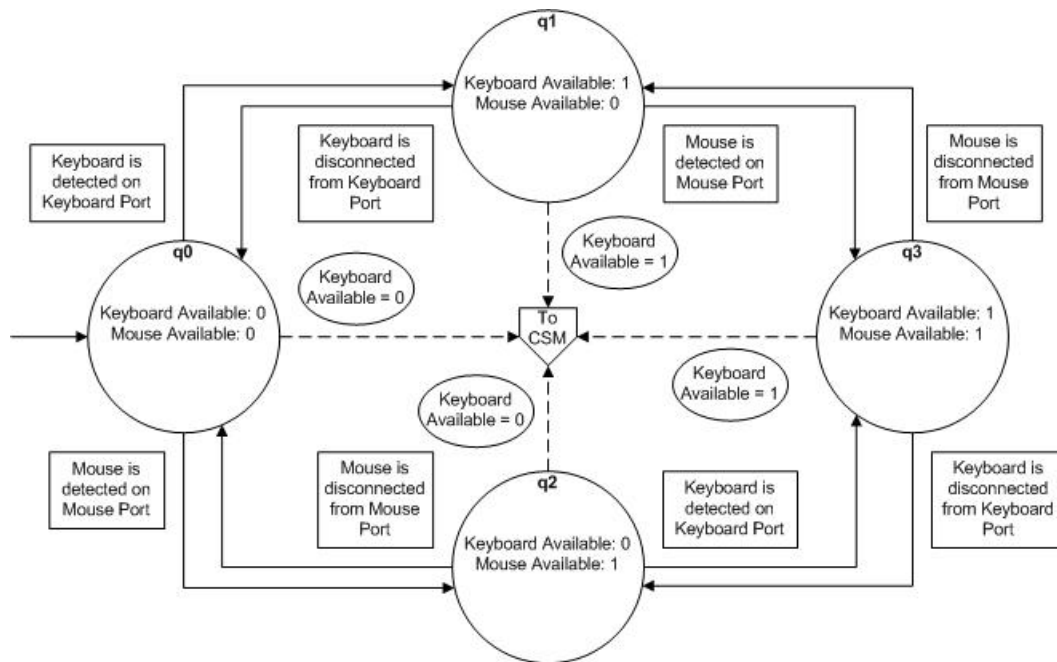 q1
Keyboard Available: 1
Mouse Available: 0
Keyboard is
detected on
Keyboard Port
Keyboard is
disconnected
from Keyboard
Port
Mouse is
detected on
Mouse Port
Mouse is
disconnected
from Mouse
Port
Keyboard
Available = 1
q0
Keyboard Available: 0
Mouse Available: 0
Keyboard
Available = 0
To
CSM
q3
Keyboard Available: 1
Mouse Available: 1
Keyboard
Available = 1
Keyboard
Available = 0
Mouse is
detected on
Mouse Port
Mouse is
disconnected
from Mouse
Port
q2
Keyboard Available: 0
Mouse Available: 1
Keyboard is
detected on
Keyboard Port
Keyboard is
disconnected
from Keyboard
Port